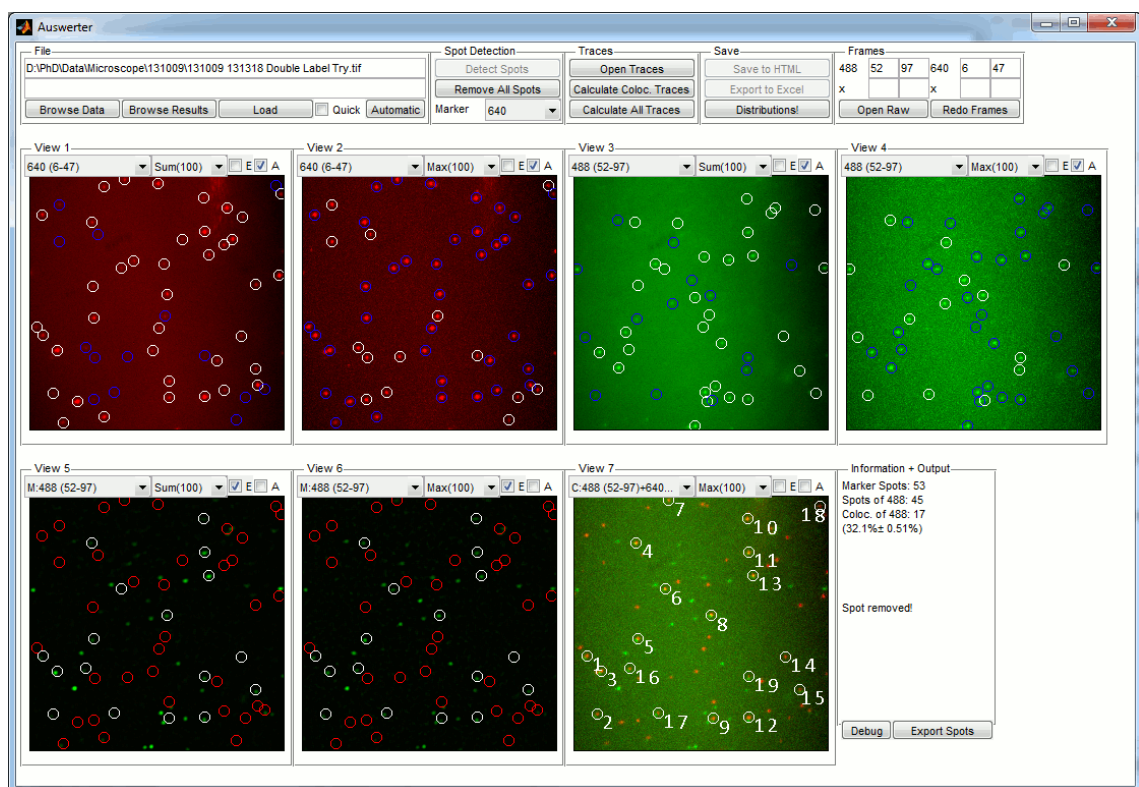 Auswerter
File
D:\PhD\Data\Microscope\131009\131009 131318 Double Label Try.tif
Browse Data Browse Results Load Quick Automatic
Spot Detection
Detect Spots
Remove All Spots
Marker 640
Traces
Open Traces
Calculate Coloc. Traces
Calculate All Traces
Save
Save to HTML
Export to Excel
Distributions!
Frames
488 52 97 640 6 47
x x
Open Raw Redo Frames
View 1
640 (6-47) Sum(100) E A
View 2
640 (6-47) Max(100) E A
View 3
488 (52-97) Sum(100) E A
View 4
488 (52-97) Max(100) E A
View 5
M:488 (52-97) Sum(100) E A
View 6
M:488 (52-97) Max(100) E A
View 7
C:488 (52-97)+640... Max(100) E A
7
18
10
4
11
13
6
8
5
1
14
3
16
19
15
2
17
9
12
Information + Output
Marker Spots: 53
Spots of 488: 45
Coloc. of 488: 17
(32.1%± 0.51%)
Spot removed!
Debug Export Spots